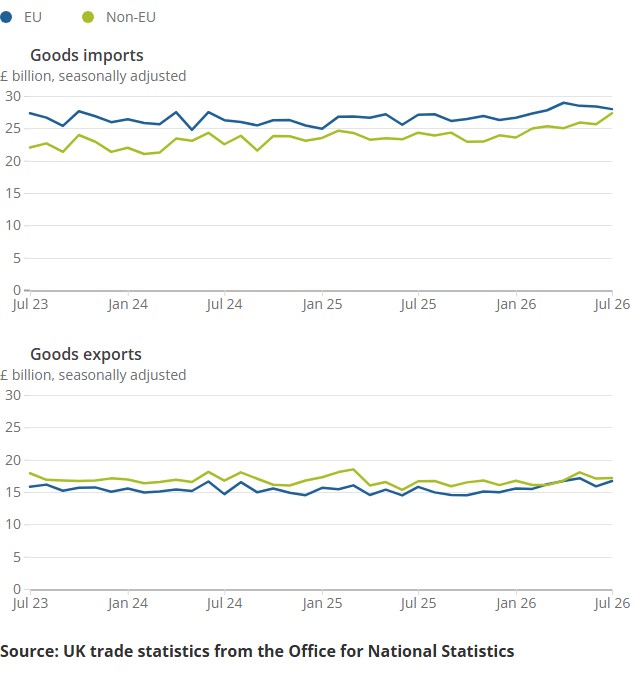 EU Non-EU
Goods imports
£ billion, seasonally adjusted
30
25
20
15
10
5
0
Jul 23 Jan 24 Jul 24 Jan 25 Jul 25 Jan 26 Jul 26
Goods exports
£ billion, seasonally adjusted
30
25
20
15
10
5
0
Jul 23 Jan 24 Jul 24 Jan 25 Jul 25 Jan 26 Jul 26
Source: UK trade statistics from the Office for National Statistics